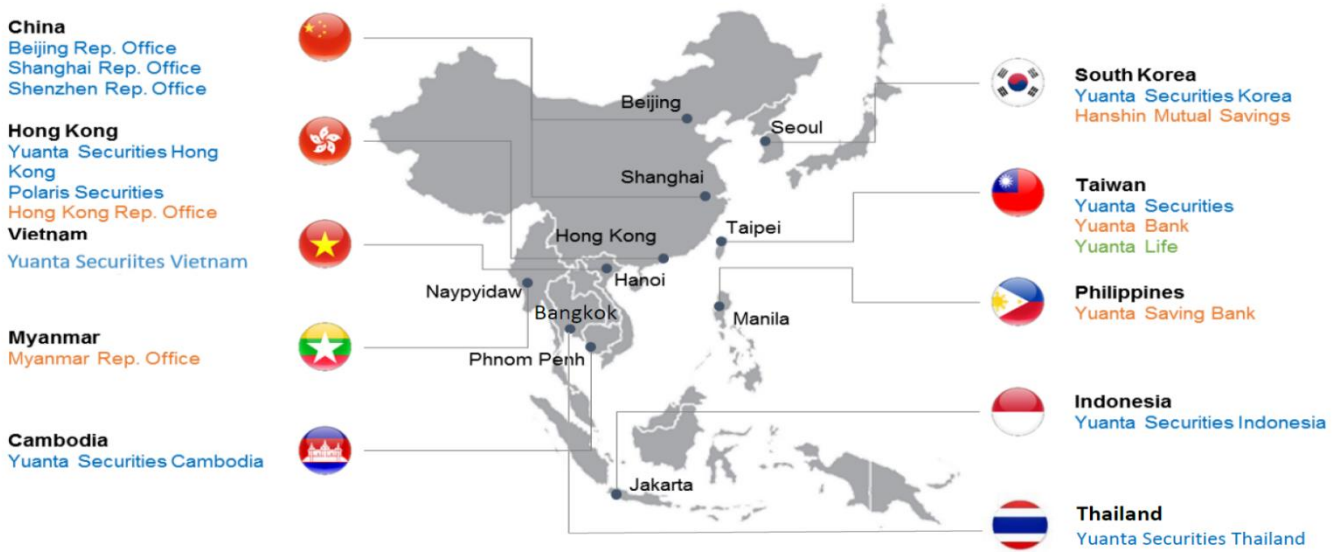 China
Beijing Rep. Office
Shanghai Rep. Office
Shenzhen Rep. Office
Hong Kong
Yuanta Securities Hong
Kong
Polaris Securities
Hong Kong Rep. Office
Vietnam
Yuanta Securiites Vietnam
Myanmar
Myanmar Rep. Office
Cambodia
Yuanta Securities Cambodia
Beijing
Seoul
Shanghai
Taipei
Hong Kong
Hanoi
Naypyidaw
Bangkok
Manila
Phnom Penh
Jakarta
South Korea
Yuanta Securities Korea
Hanshin Mutual Savings
Taiwan
Yuanta Securities
Yuanta Bank
Yuanta Life
Philippines
Yuanta Saving Bank
Indonesia
Yuanta Securities Indonesia
Thailand
Yuanta Securities Thailand